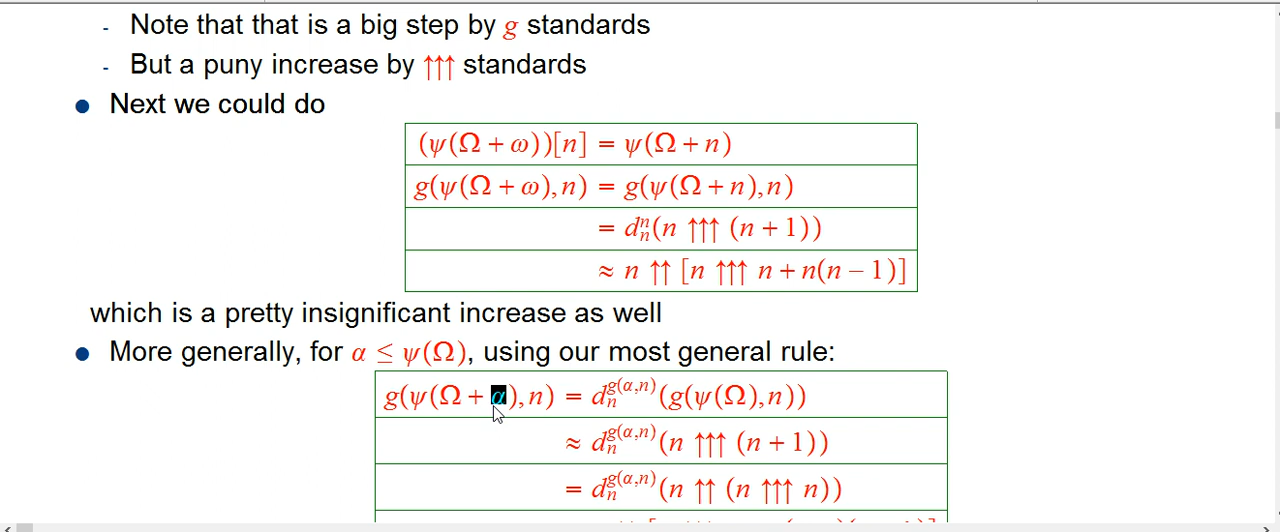 - Note that that is a big step by g standards
- But a puny increase by ↑↑↑ standards
● Next we could do
(ψ(Ω + ω))[n] = ψ(Ω + n)
g(ψ(Ω + ω), n) = g(ψ(Ω + n), n)
= dₙⁿ(n ↑↑↑ (n + 1))
≈ n ↑↑ [n ↑↑↑ n + n(n − 1)]
which is a pretty insignificant increase as well
● More generally, for α ≤ ψ(Ω), using our most general rule:
g(ψ(Ω + α), n) = d_n^{g(α,n)}(g(ψ(Ω), n))
≈ d_n^{g(α,n)}(n ↑↑↑ (n + 1))
= d_n^{g(α,n)}(n ↑↑ (n ↑↑↑ n))